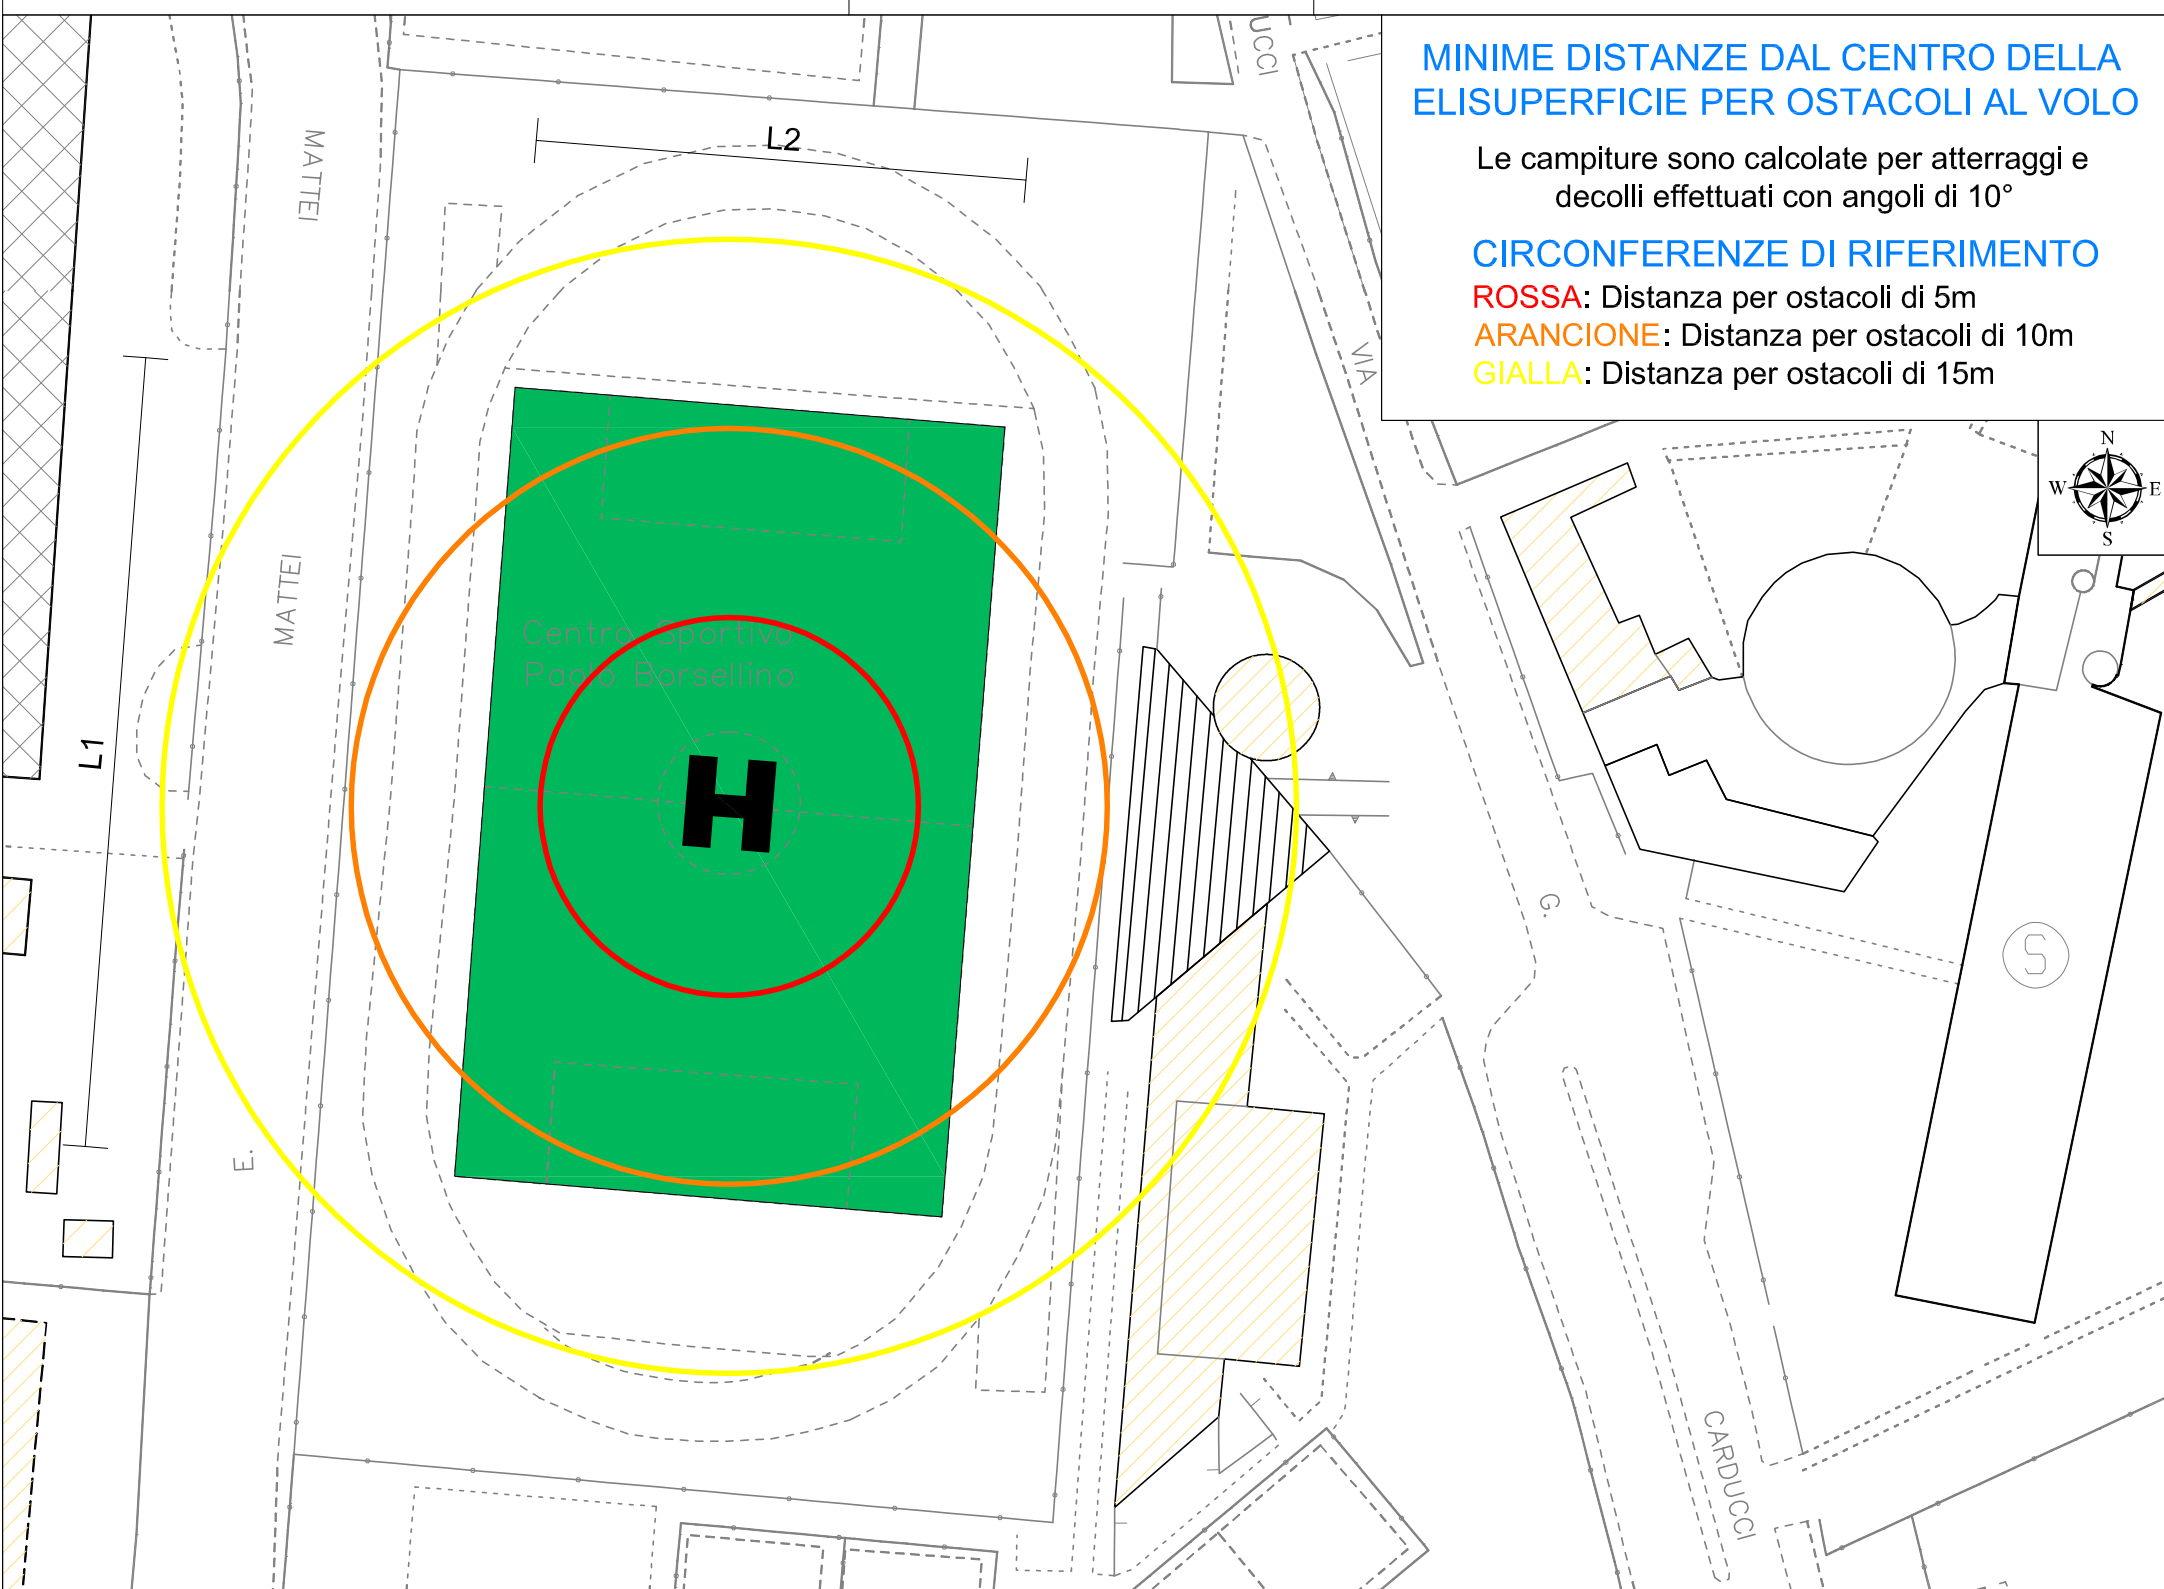 MINIME DISTANZE DAL CENTRO DELLA
ELISUPERFICIE PER OSTACOLI AL VOLO
Le campiture sono calcolate per atterraggi e
decolli effettuati con angoli di 10°
CIRCONFERENZE DI RIFERIMENTO
ROSSA: Distanza per ostacoli di 5m
ARANCIONE: Distanza per ostacoli di 10m
GIALLA: Distanza per ostacoli di 15m
N
W E
S
UCCI
MATTEI
L2
VIA
MATTEI
Centro Sportivo
Paolo Borsellino
L1
H
G.
S
E.
CARDUCCI